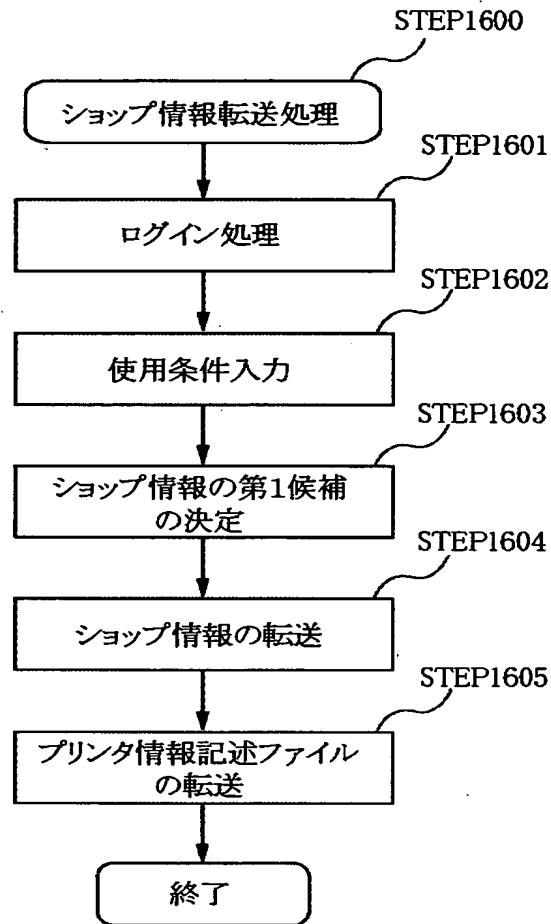 STEP1600
ショップ情報転送処理
STEP1601
ログイン処理
STEP1602
使用条件入力
STEP1603
ショップ情報の第1候補
の決定
STEP1604
ショップ情報の転送
STEP1605
プリンタ情報記述ファイル
の転送
終了